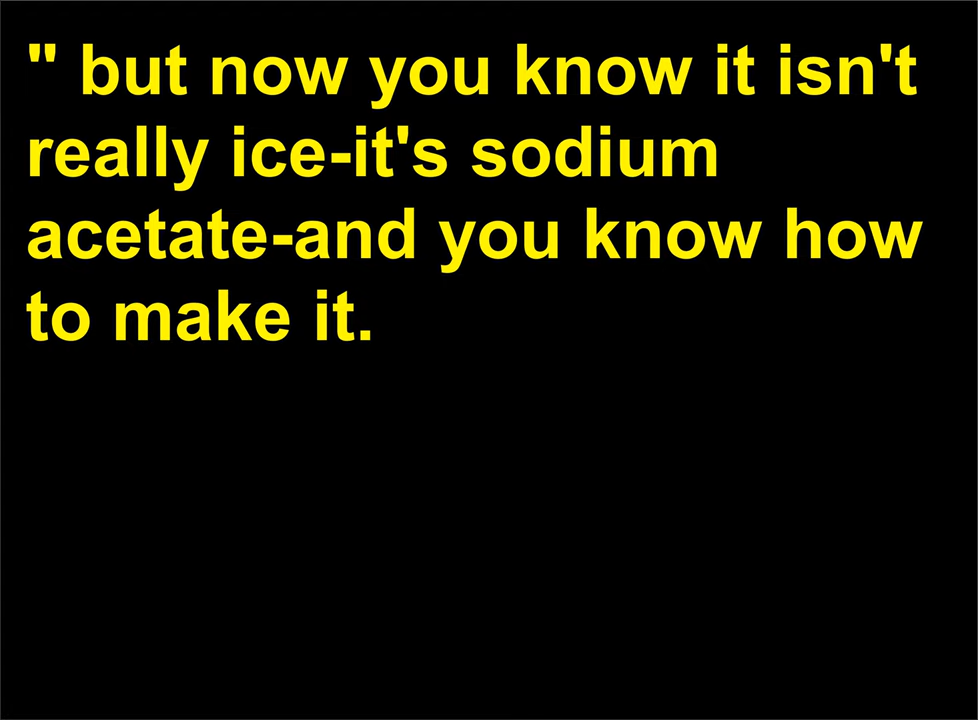 " but now you know it isn't
really ice-it's sodium
acetate-and you know how
to make it.